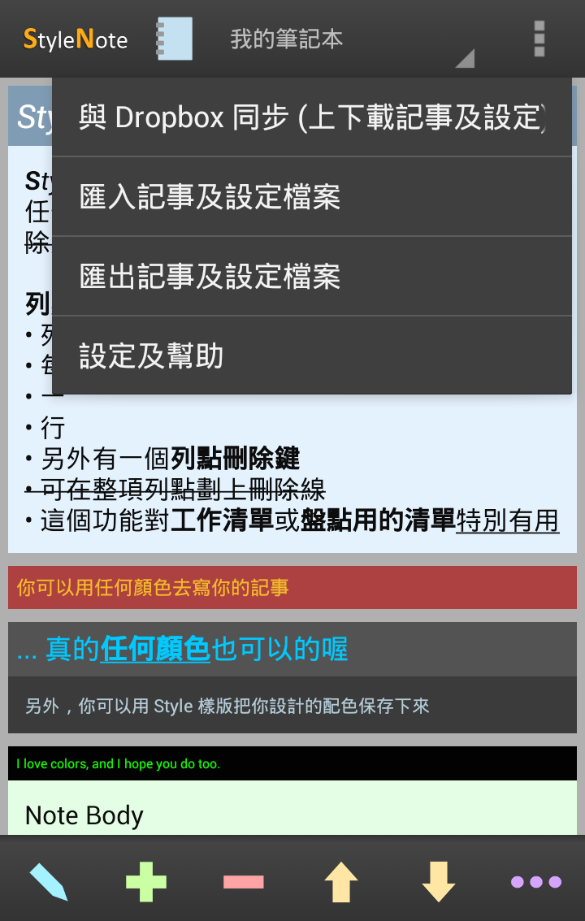 StyleNote
我的筆記本
與 Dropbox 同步 (上下載記事及設定)
匯入記事及設定檔案
匯出記事及設定檔案
設定及幫助
Sty
Sty
任
除
列
• 列
• 每
• 一
• 行
• 另外有一個列點刪除鍵
• 可在整項列點劃上刪除線
• 這個功能對工作清單或盤點用的清單特別有用
你可以用任何顏色去寫你的記事
... 真的任何顏色也可以的喔
另外，你可以用 Style 樣版把你設計的配色保存下來
I love colors, and I hope you do too.
Note Body